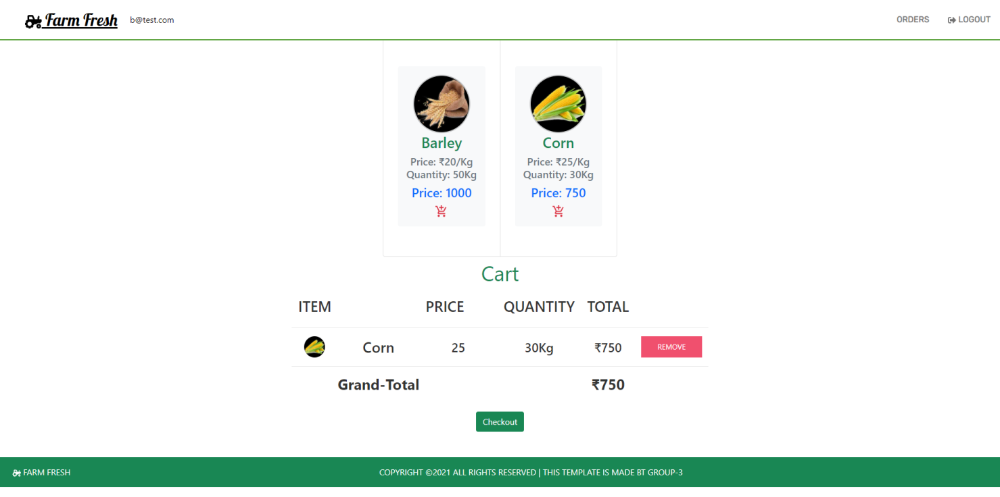 Farm Fresh b@test.com ORDERS LOGOUT
Barley Corn
Price: ₹20/Kg Price: ₹25/Kg
Quantity: 50Kg Quantity: 30Kg
Price: 1000 Price: 750
Cart
ITEM PRICE QUANTITY TOTAL
Corn 25 30Kg ₹750 REMOVE
Grand-Total ₹750
Checkout
FARM FRESH COPYRIGHT ©2021 ALL RIGHTS RESERVED | THIS TEMPLATE IS MADE BT GROUP-3